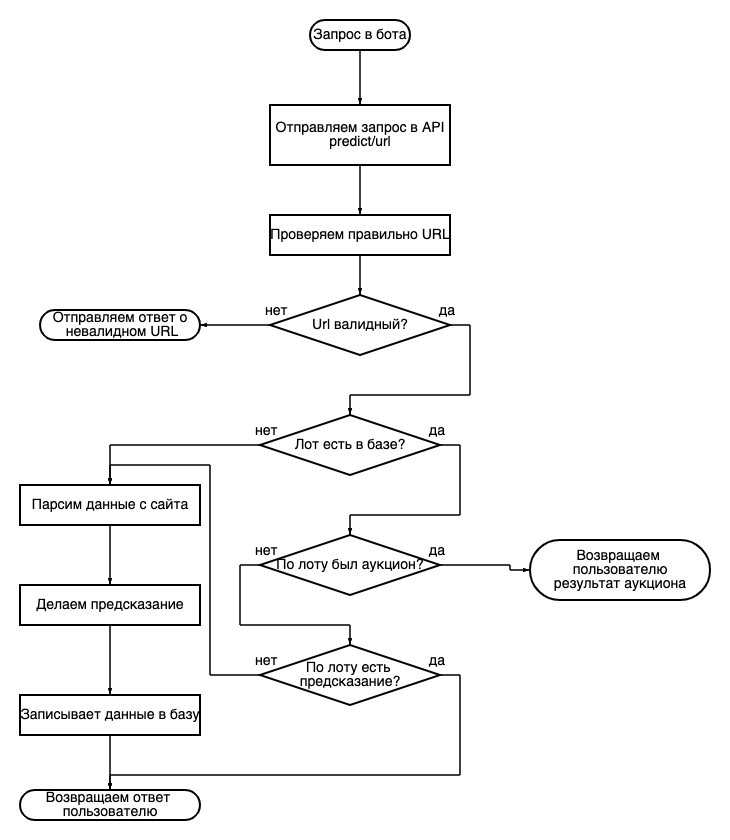 Запрос в бота
Отправляем запрос в API
predict/url
Проверяем правильно URL
Url валидный?
нет
да
Отправляем ответ о
невалидном URL
Лот есть в базе?
нет
да
Парсим данные с сайта
По лоту был аукцион?
нет
да
Возвращаем
пользователю
результат аукциона
Делаем предсказание
По лоту есть
предсказание?
нет
да
Записывает данные в базу
Возвращаем ответ
пользователю